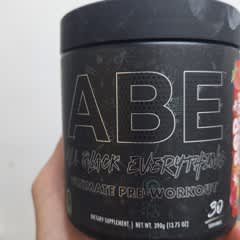 ABE
ALL BLACK EVERYTHING
ULTIMATE PRE-WORKOUT
30
DIETARY SUPPLEMENT | NET WT. 390g (13.75 OZ)